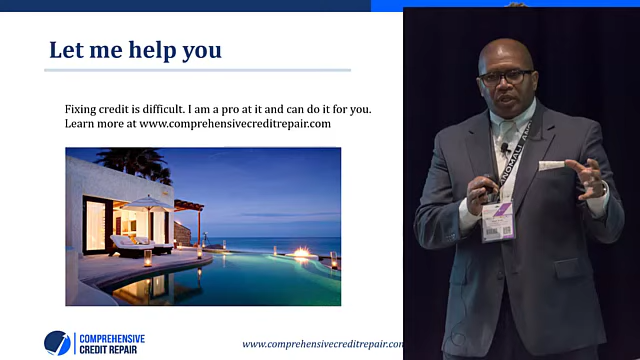 Let me help you
Fixing credit is difficult. I am a pro at it and can do it for you.
Learn more at www.comprehensivecreditrepair.com
COMPREHENSIVE
CREDIT REPAIR
www.comprehensivecreditrepair.com